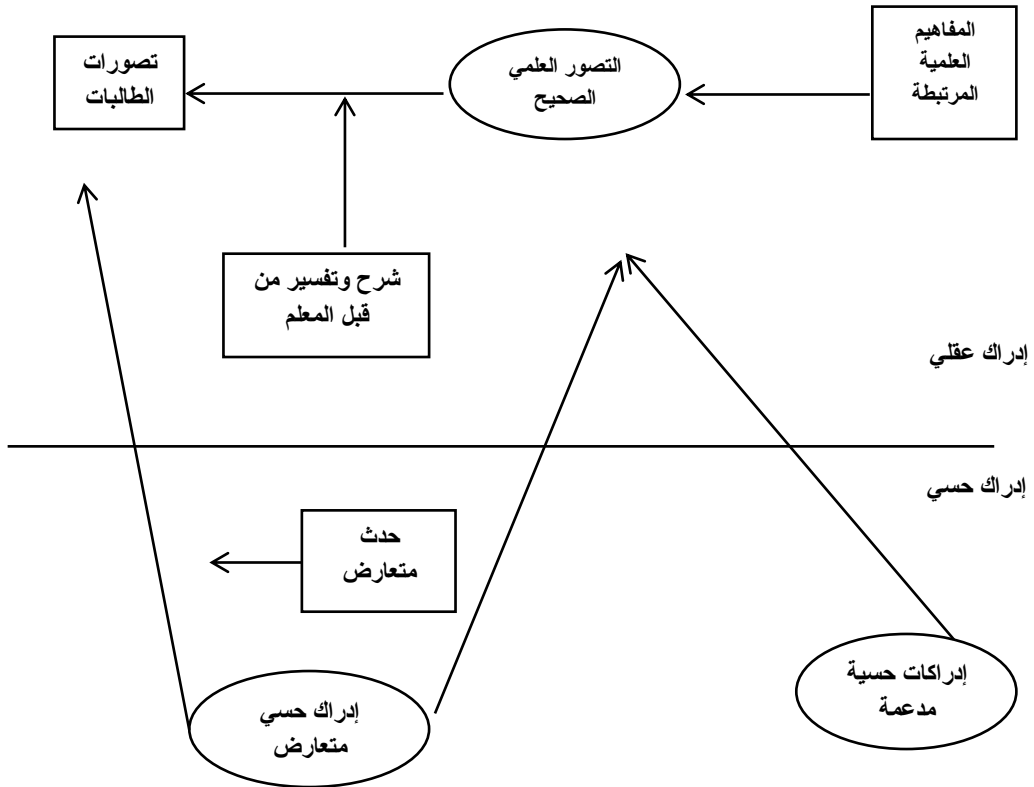 المفاهيم
العلمية
المرتبطة
التصور العلمي
الصحيح
تصورات
الطالبات
شرح وتفسير من
قبل المعلم
إدراك عقلي
إدراك حسي
حدث
متعارض
إدراكات حسية
مدعمة
إدراك حسي
متعارض